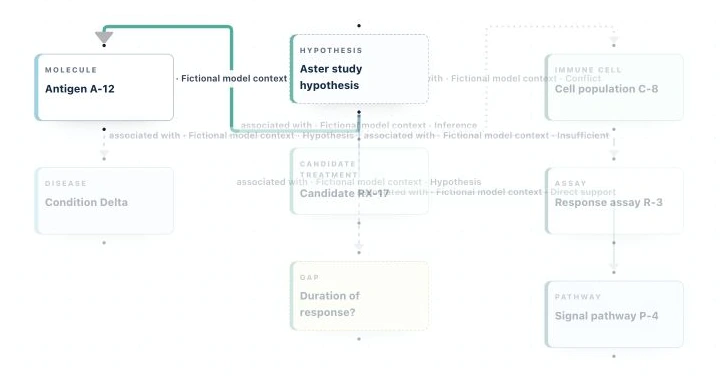 HYPOTHESIS
Aster study
hypothesis
MOLECULE
Antigen A-12
· Fictional model context
with · Fictional model context · Conflict
IMMUNE CELL
Cell population C-8
associated with · Fictional model context · Inference
associated with · Fictional model context · Hypothesis
associated with · Fictional model context · Insufficient
DISEASE
Condition Delta
CANDIDATE
TREATMENT
Candidate RX-17
associated with · Fictional model context · Hypothesis
associated with · Fictional model context · Direct support
ASSAY
Response assay R-3
GAP
Duration of
response?
PATHWAY
Signal pathway P-4